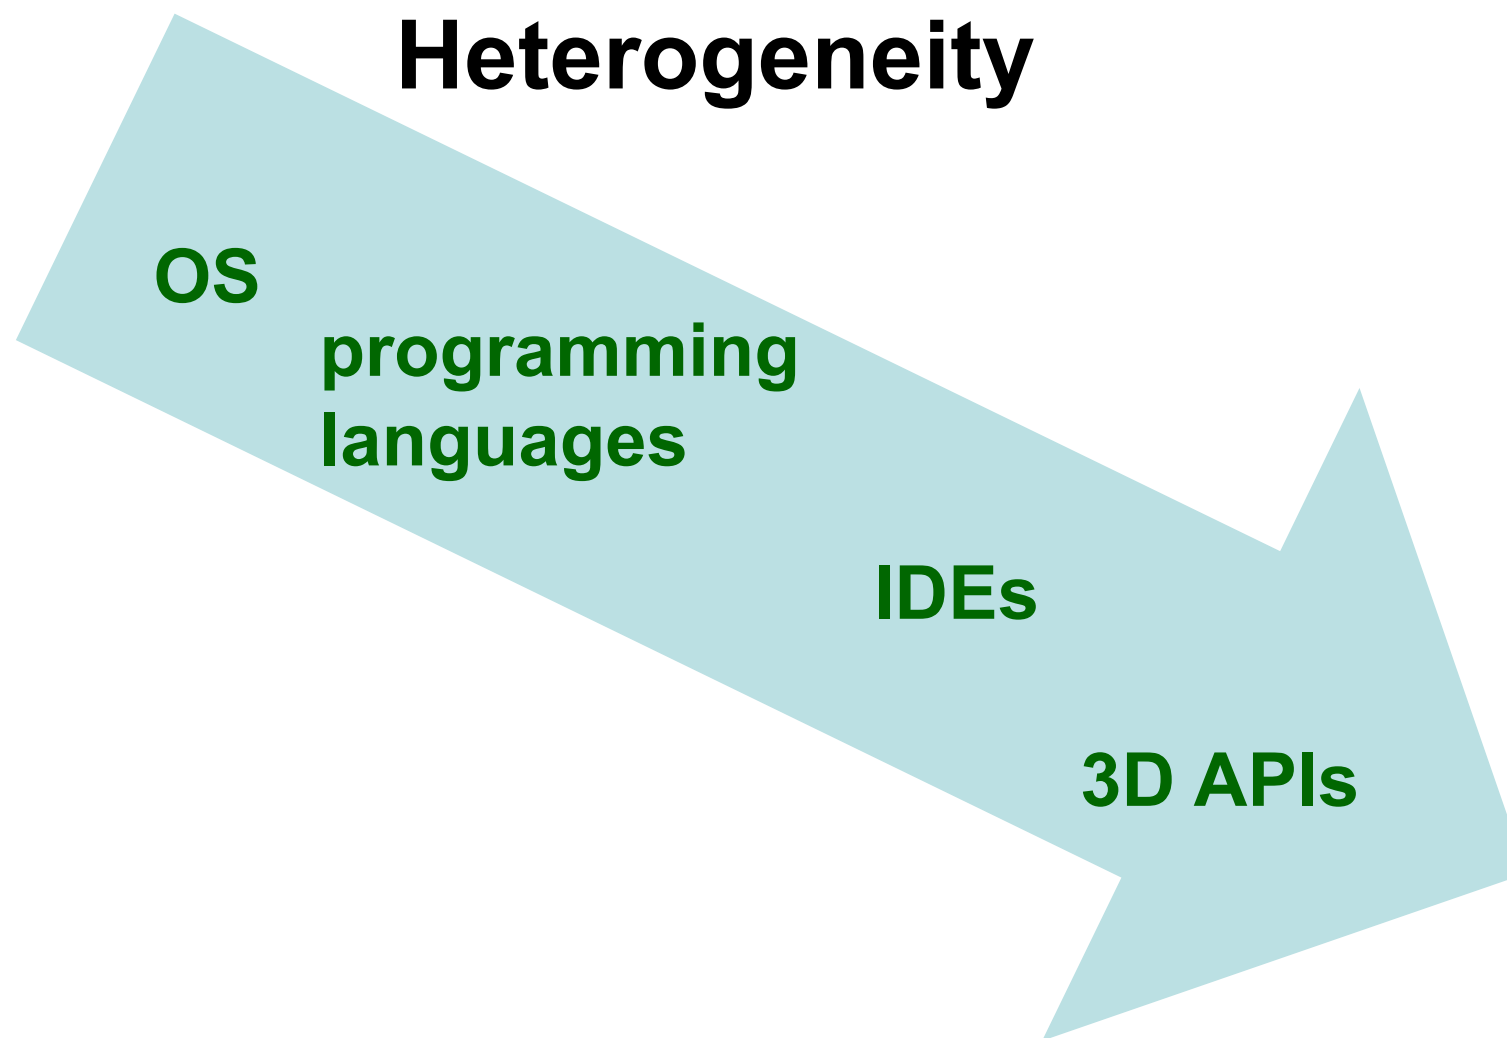 Heterogeneity
OS
programming
languages
IDEs
3D APIs